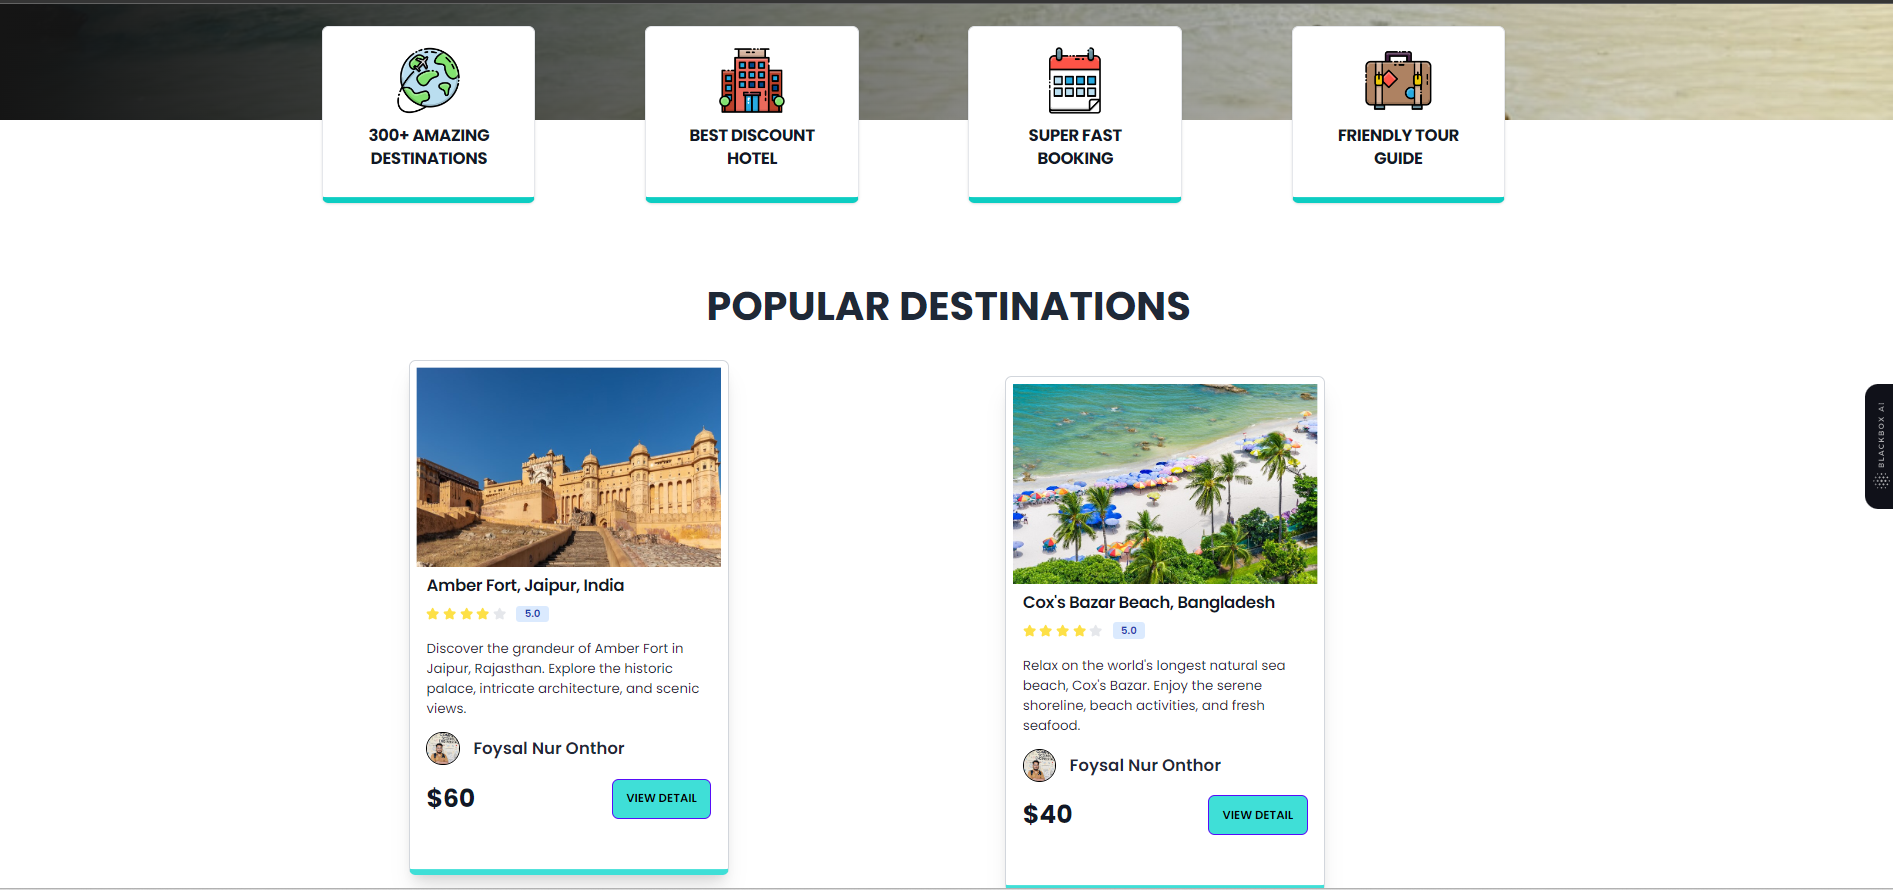 300+ AMAZING
DESTINATIONS
BEST DISCOUNT
HOTEL
SUPER FAST
BOOKING
FRIENDLY TOUR
GUIDE
POPULAR DESTINATIONS
Amber Fort, Jaipur, India
5.0
Discover the grandeur of Amber Fort in
Jaipur, Rajasthan. Explore the historic
palace, intricate architecture, and scenic
views.
Foysal Nur Onthor
$60
VIEW DETAIL
Cox's Bazar Beach, Bangladesh
5.0
Relax on the world's longest natural sea
beach, Cox's Bazar. Enjoy the serene
shoreline, beach activities, and fresh
seafood.
Foysal Nur Onthor
$40
VIEW DETAIL
BLACKBOX AI